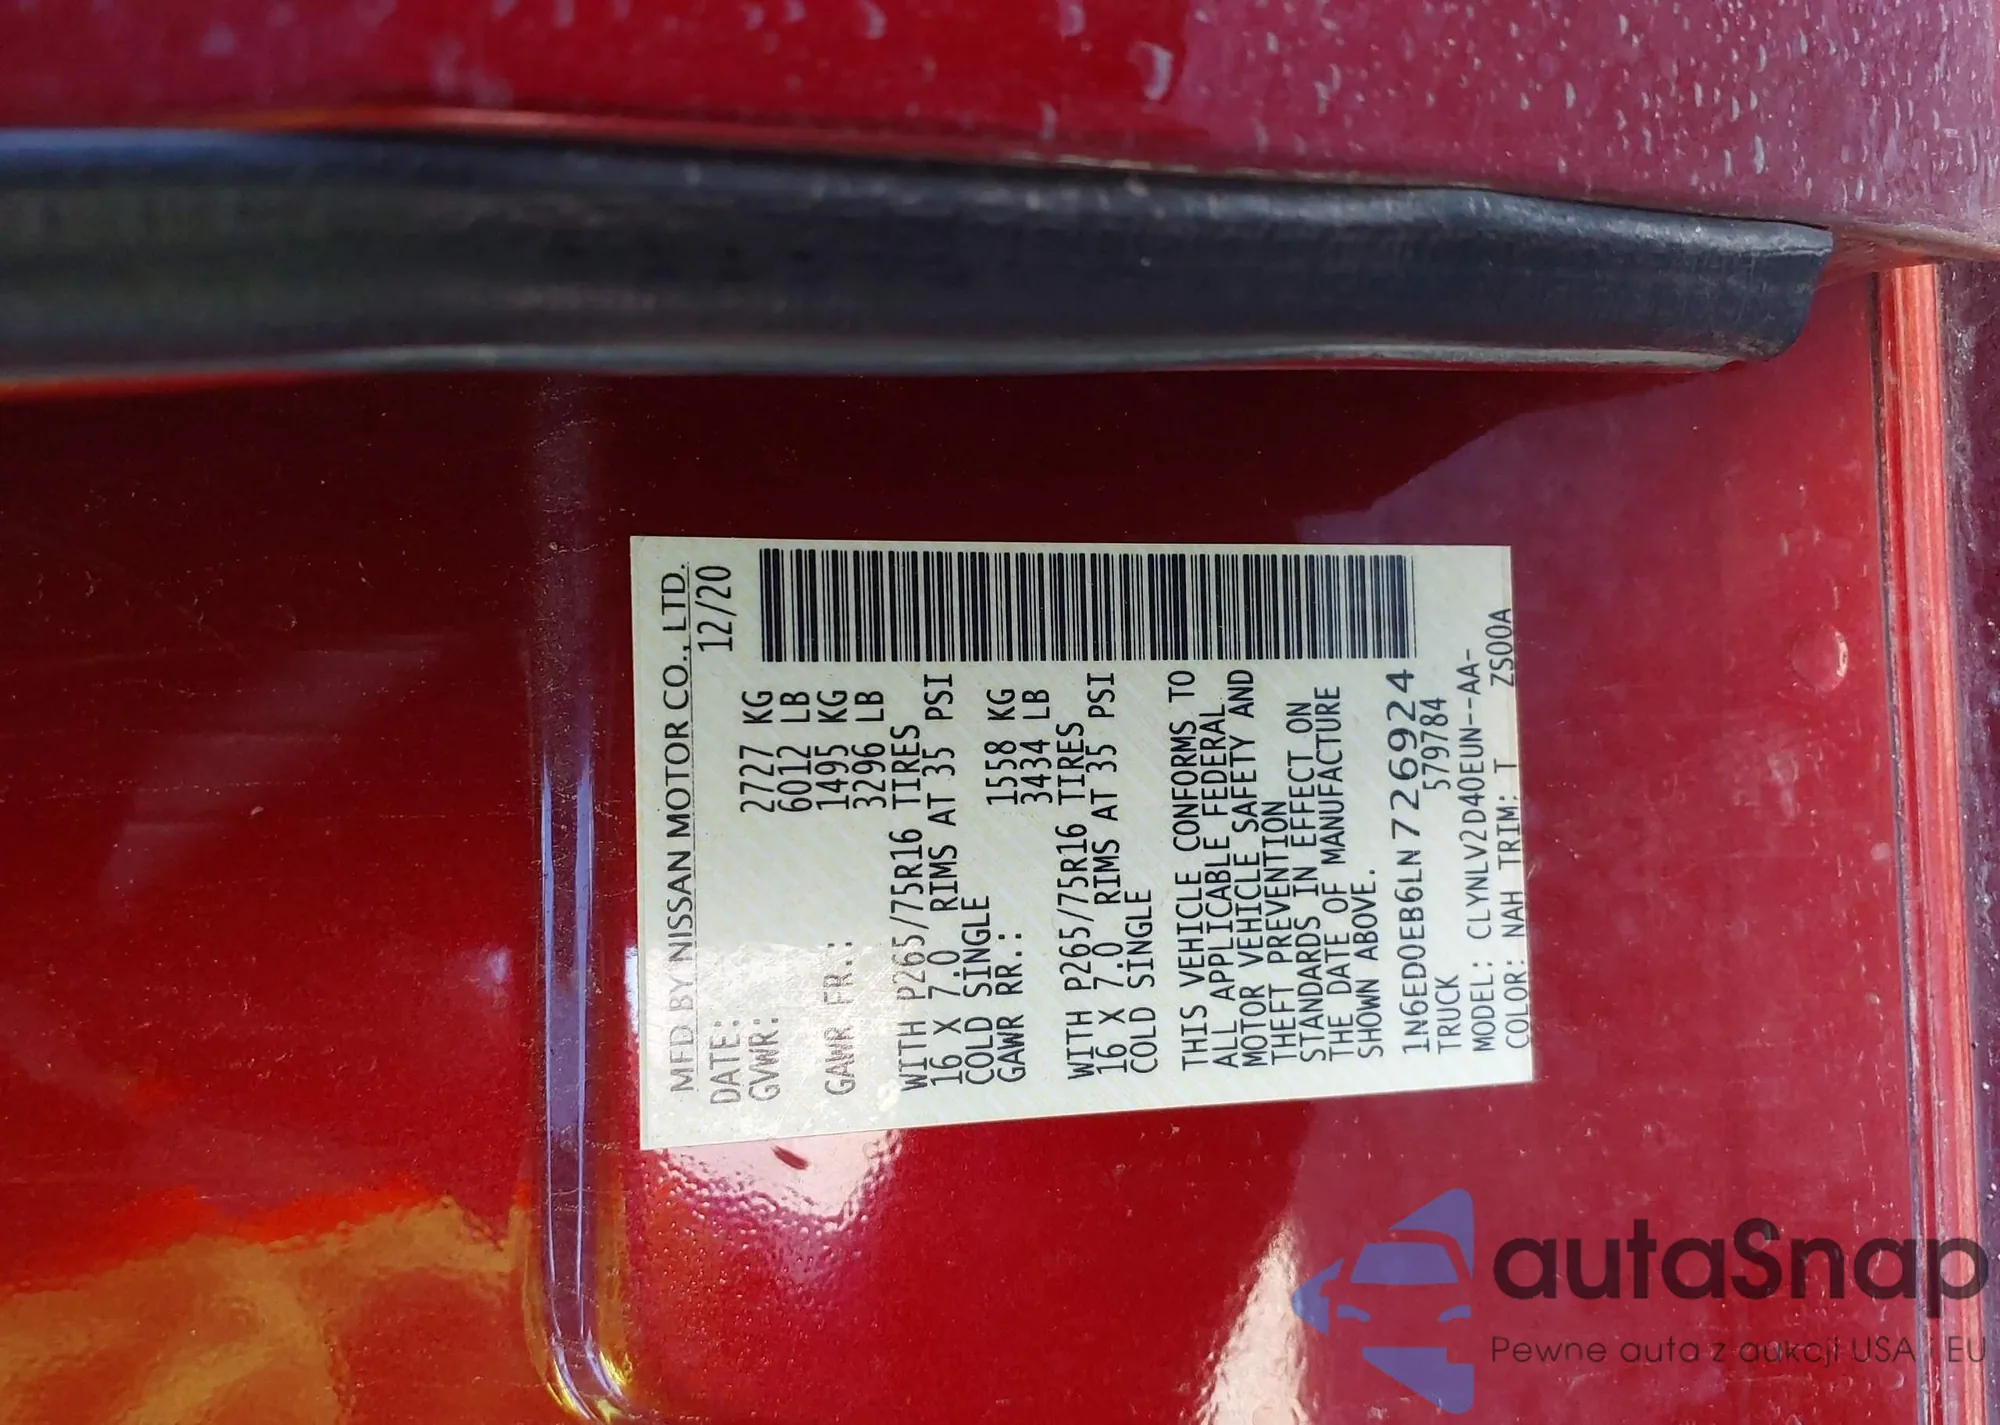 MFD BY NISSAN MOTOR CO., LTD.
DATE: 12/20
GVWR: 2727 KG
6012 LB
GAWR FR.: 1495 KG
3296 LB
WITH P265/75R16 TIRES
16 X 7.0 RIMS AT 35 PSI
COLD SINGLE
GAWR RR.: 1558 KG
3434 LB
WITH P265/75R16 TIRES
16 X 7.0 RIMS AT 35 PSI
COLD SINGLE
THIS VEHICLE CONFORMS TO
ALL APPLICABLE FEDERAL
MOTOR VEHICLE SAFETY AND
THEFT PREVENTION
STANDARDS IN EFFECT ON
THE DATE OF MANUFACTURE
SHOWN ABOVE.
1N6ED0EB6LN726924
TRUCK 579784
MODEL: CLYNLV2D40EUN--AA-
COLOR: NAH TRIM: T ZS00A
autaSnap
Pewne auta z aukcji USA i EU